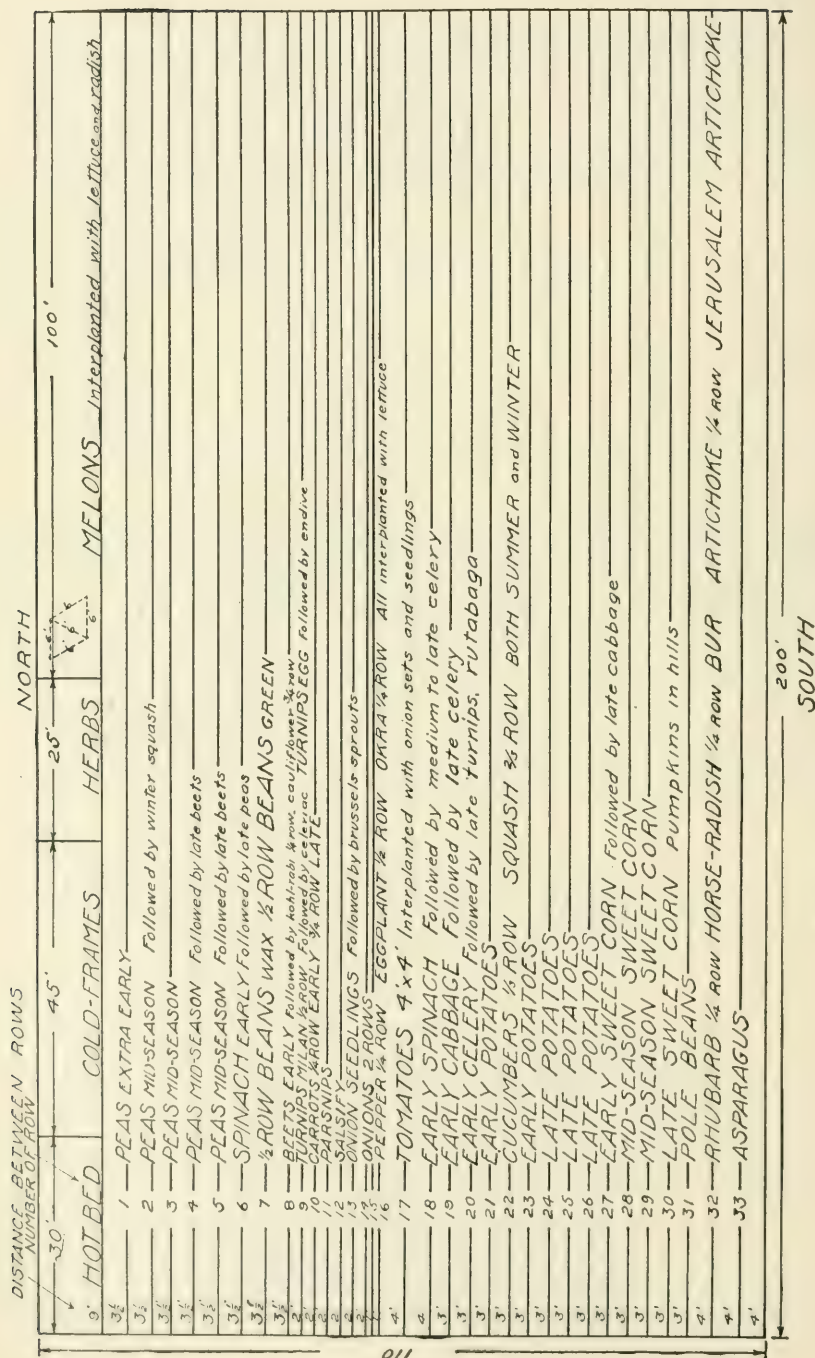 NORTH
DISTANCE BETWEEN ROWS
NUMBER OF ROW
30' 45' 25' 100'
9' HOT BED COLD-FRAMES HERBS 6' 6' 6' MELONS Interplanted with lettuce and radish
3½' 1 PEAS EXTRA EARLY
3½' 2 PEAS MID-SEASON Followed by winter squash
3½' 3 PEAS MID-SEASON
3½' 4 PEAS MID-SEASON Followed by late beets
3½' 5 PEAS MID-SEASON Followed by late beets
3½' 6 SPINACH EARLY Followed by late peas
3½' 7 ½ ROW BEANS WAX ½ ROW BEANS GREEN
3½' 8 BEETS EARLY Followed by kohl-rabi ¼ row, cauliflower ¾ row
2' 9 TURNIPS MILAN ½ ROW Followed by celeriac TURNIPS EGG Followed by endive
2' 10 CARROTS ¼ ROW EARLY ¾ ROW LATE
2' 11 PARSNIPS
2' 12 SALSIFY
2' 13 ONION SEEDLINGS Followed by brussels sprouts
14 ONIONS 2 ROWS
15
16 PEPPER ¼ ROW EGGPLANT ½ ROW OKRA ¼ ROW All interplanted with lettuce
4' 17 TOMATOES 4'x4' Interplanted with onion sets and seedlings
4 18 EARLY SPINACH Followed by medium to late celery
3' 19 EARLY CABBAGE Followed by late celery
3' 20 EARLY CELERY Followed by late turnips, rutabaga
3' 21 EARLY POTATOES
3' 22 CUCUMBERS ¼ ROW SQUASH ¾ ROW BOTH SUMMER and WINTER
3' 23 EARLY POTATOES
3' 24 LATE POTATOES
3' 25 LATE POTATOES
3' 26 LATE POTATOES
3' 27 EARLY SWEET CORN Followed by late cabbage
3' 28 MID-SEASON SWEET CORN
3' 29 MID-SEASON SWEET CORN
3' 30 LATE SWEET CORN Pumpkins in hills
3' 31 POLE BEANS
4' 32 RHUBARB ¼ ROW HORSE-RADISH ¼ ROW BUR ARTICHOKE ¼ ROW JERUSALEM ARTICHOKE
4' 33 ASPARAGUS
4'
110
200'
SOUTH